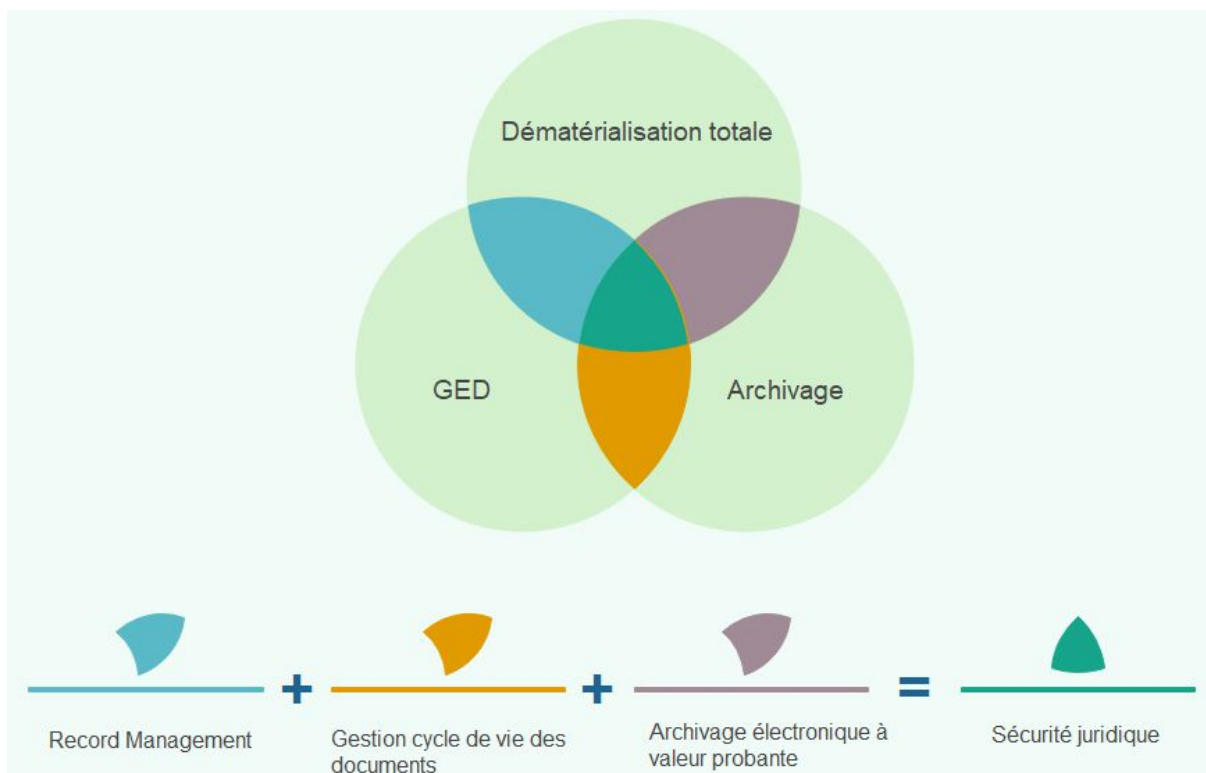 Dématérialisation totale
GED
Archivage
+
+
=
Record Management
Gestion cycle de vie des
documents
Archivage électronique à
valeur probante
Sécurité juridique